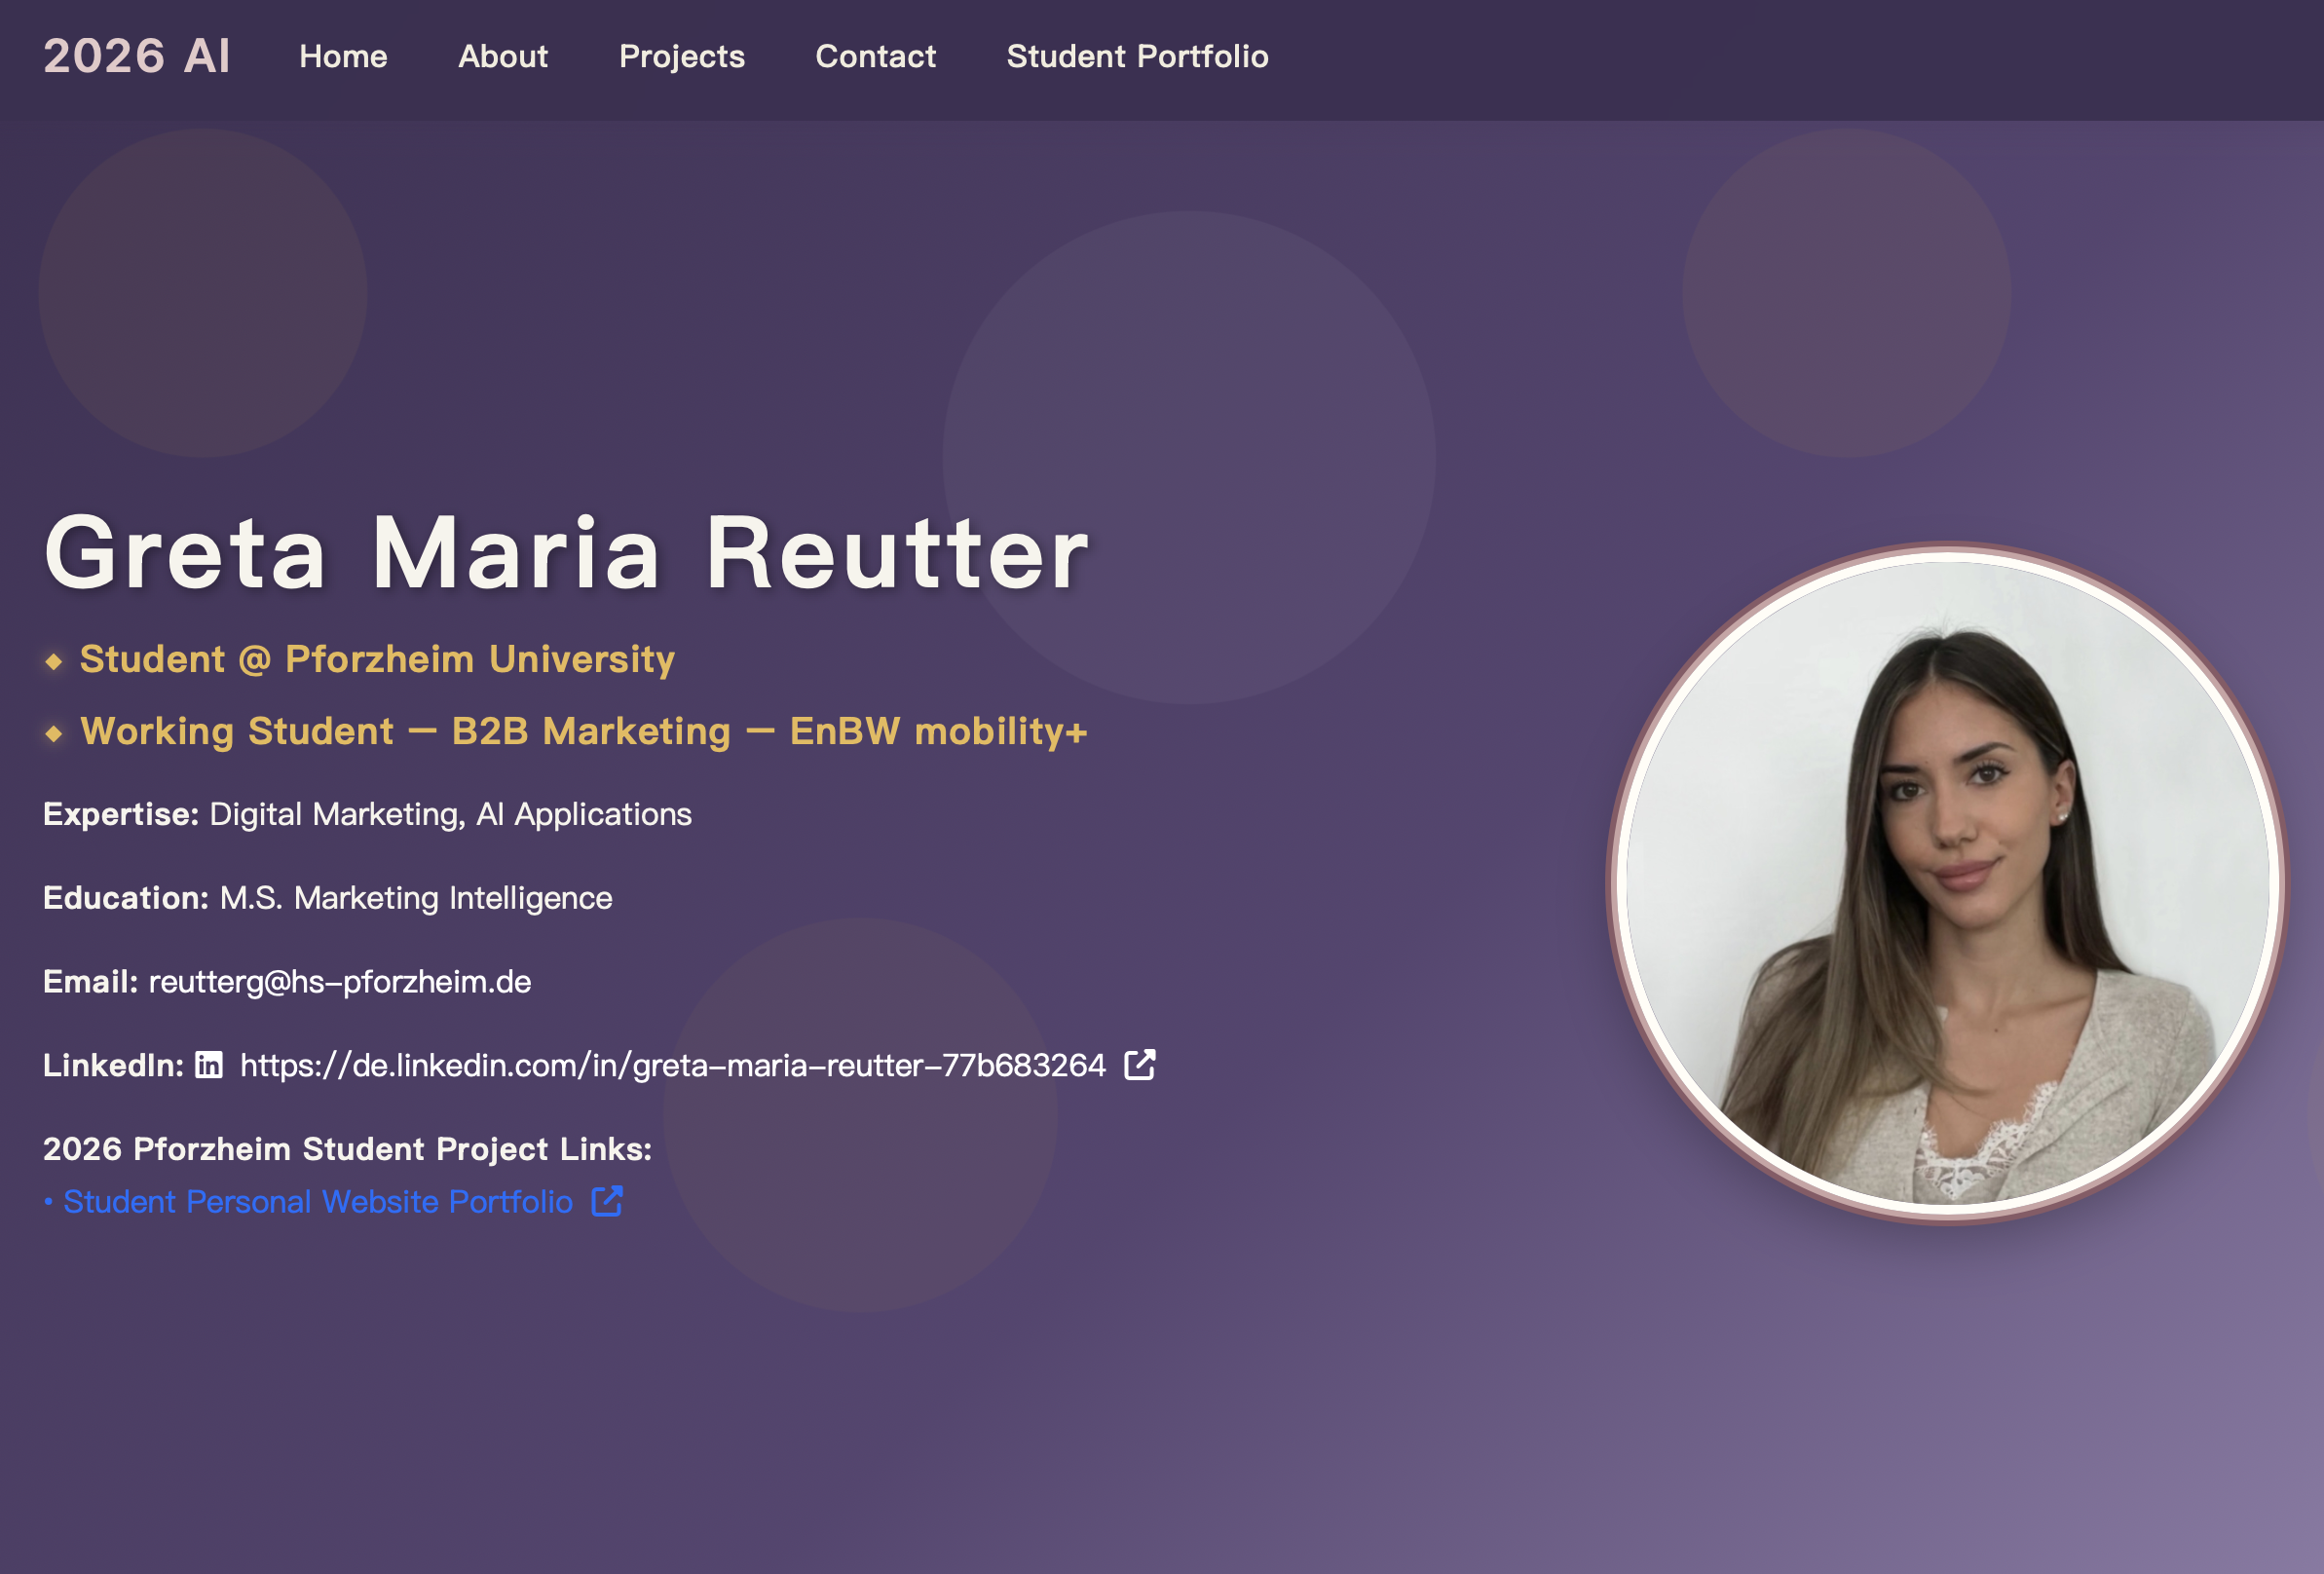 2026 AI Home About Projects Contact Student Portfolio
Greta Maria Reutter
◆ Student @ Pforzheim University
◆ Working Student — B2B Marketing — EnBW mobility+
Expertise: Digital Marketing, AI Applications
Education: M.S. Marketing Intelligence
Email: reutterg@hs-pforzheim.de
LinkedIn: in https://de.linkedin.com/in/greta-maria-reutter-77b683264
2026 Pforzheim Student Project Links:
• Student Personal Website Portfolio